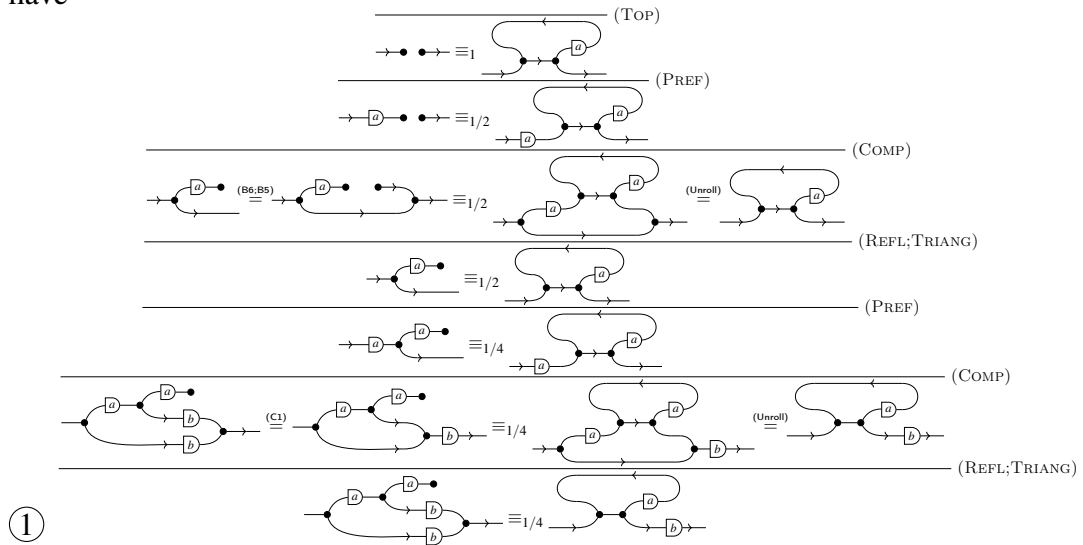 have
(TOP)
≡1 a
(PREF)
a ≡1/2 a a
(COMP)
a (B6;B5) = a ≡1/2 a a (Unroll) = a
(REFL;TRIANG)
a ≡1/2 a
(PREF)
a a ≡1/4 a a
(COMP)
a a b b (C1) = a a b ≡1/4 a a b (Unroll) = a b
(REFL;TRIANG)
a a b b ≡1/4 a b
①